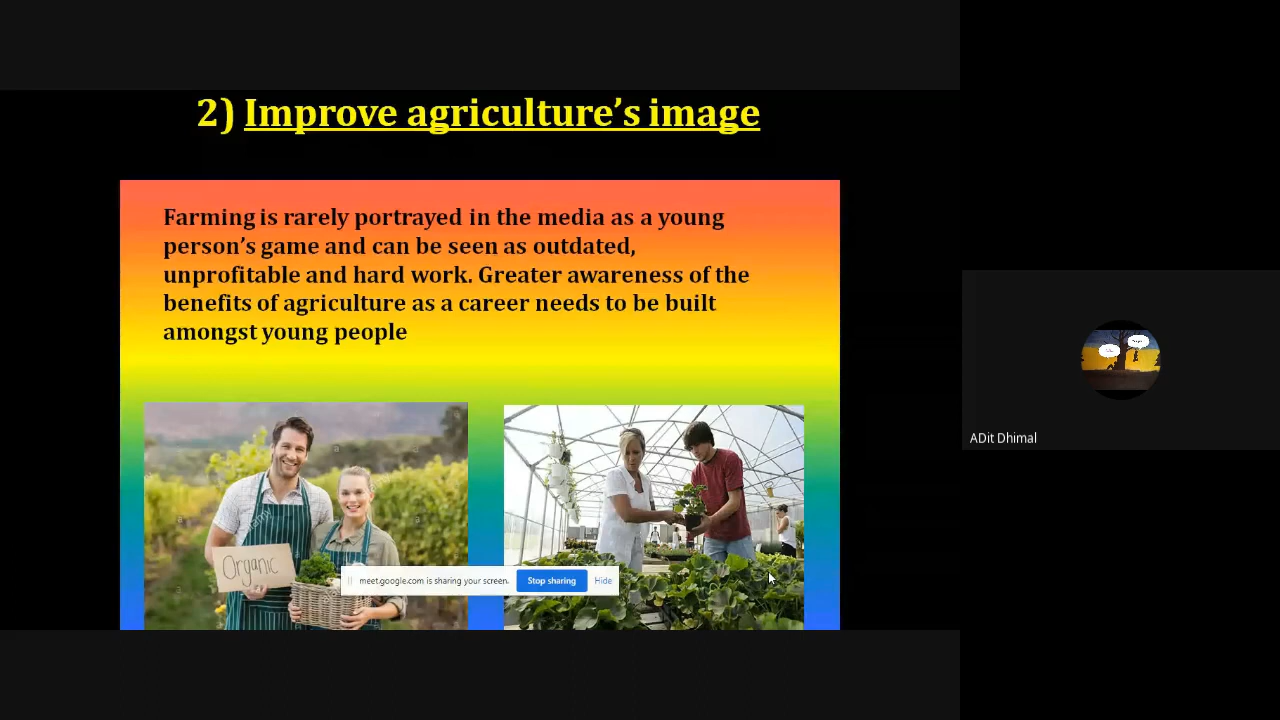 2) Improve agriculture's image
Farming is rarely portrayed in the media as a young
person's game and can be seen as outdated,
unprofitable and hard work. Greater awareness of the
benefits of agriculture as a career needs to be built
amongst young people
Organic
meet.google.com is sharing your screen.
Stop sharing
Hide
ADit Dhimal